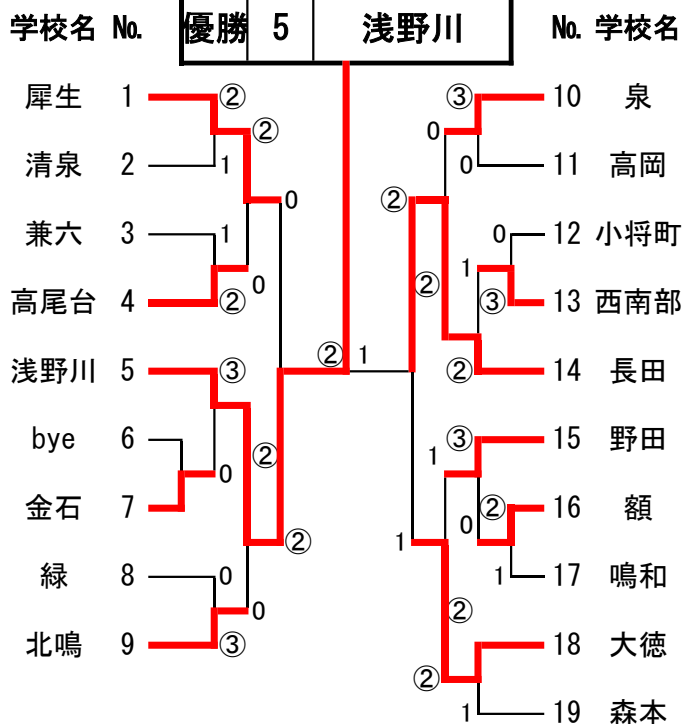 学校名 No. 優勝 5 浅野川 No. 学校名
犀生 1 ② ③ 10 泉
② 0
清泉 2 1 0 11 高岡
0 ②
兼六 3 1 0 12 小将町
0 ② 1
高尾台 4 ② ③ 13 西南部
② 1
浅野川 5 ③ ② 14 長田
bye 6 ③ 15 野田
② 1
0
金石 7 ② 16 額
0
② 1
緑 8 0 1 17 鳴和
0 ②
北鳴 9 ③ 18 大徳
②
1 19 森本